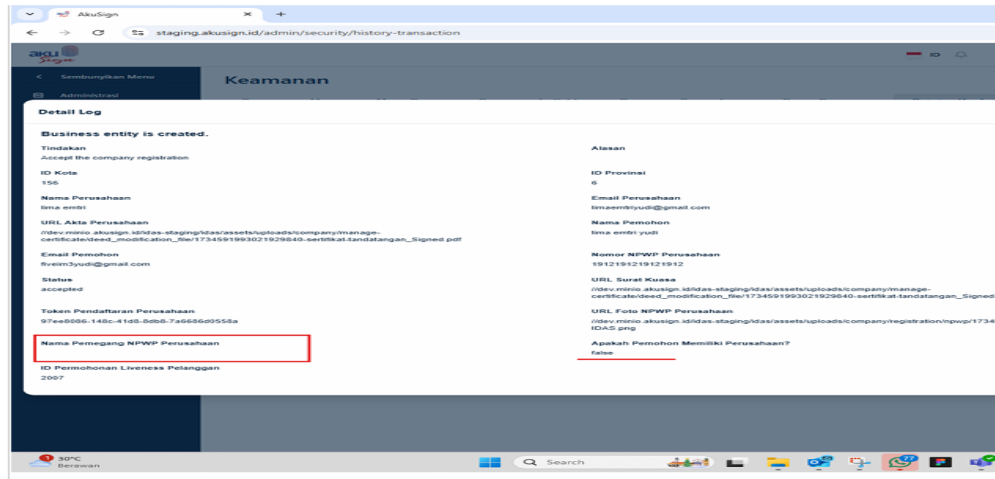 AkuSign
staging.akusign.id/admin/security/history-transaction
aku
Sign
ID
Sembunyikan Menu
Keamanan
Administrasi
Detail Log
Business entity is created.
Tindakan
Accept the company registration
Alasan
ID Kota
156
ID Provinsi
6
Nama Perusahaan
lima emtri
Email Perusahaan
limaemtriyudi@gmail.com
URL Akta Perusahaan
//dev.minio.akusign.id/idas-staging/idas/assets/uploads/company/manage-
certificate/deed_modification_file/1734591993021929840-sertifikat-tandatangan_Signed.pdf
Nama Pemohon
lima emtri yudi
Email Pemohon
fiveim3yudi@gmail.com
Nomor NPWP Perusahaan
1912191219121912
Status
accepted
URL Surat Kuasa
//dev.minio.akusign.id/idas-staging/idas/assets/uploads/company/manage-
certificate/deed_modification_file/1734591993021929840-sertifikat-tandatangan_Signed
Token Pendaftaran Perusahaan
97ee8086-148c-41d8-8db8-7a6686d0558a
URL Foto NPWP Perusahaan
//dev.minio.akusign.id/idas-staging/idas/assets/uploads/company/registration/npwp/1734
IDAS.png
Nama Pemegang NPWP Perusahaan
Apakah Pemohon Memiliki Perusahaan?
false
ID Permohonan Liveness Pelanggan
2007
1
30°C
Berawan
Search
77